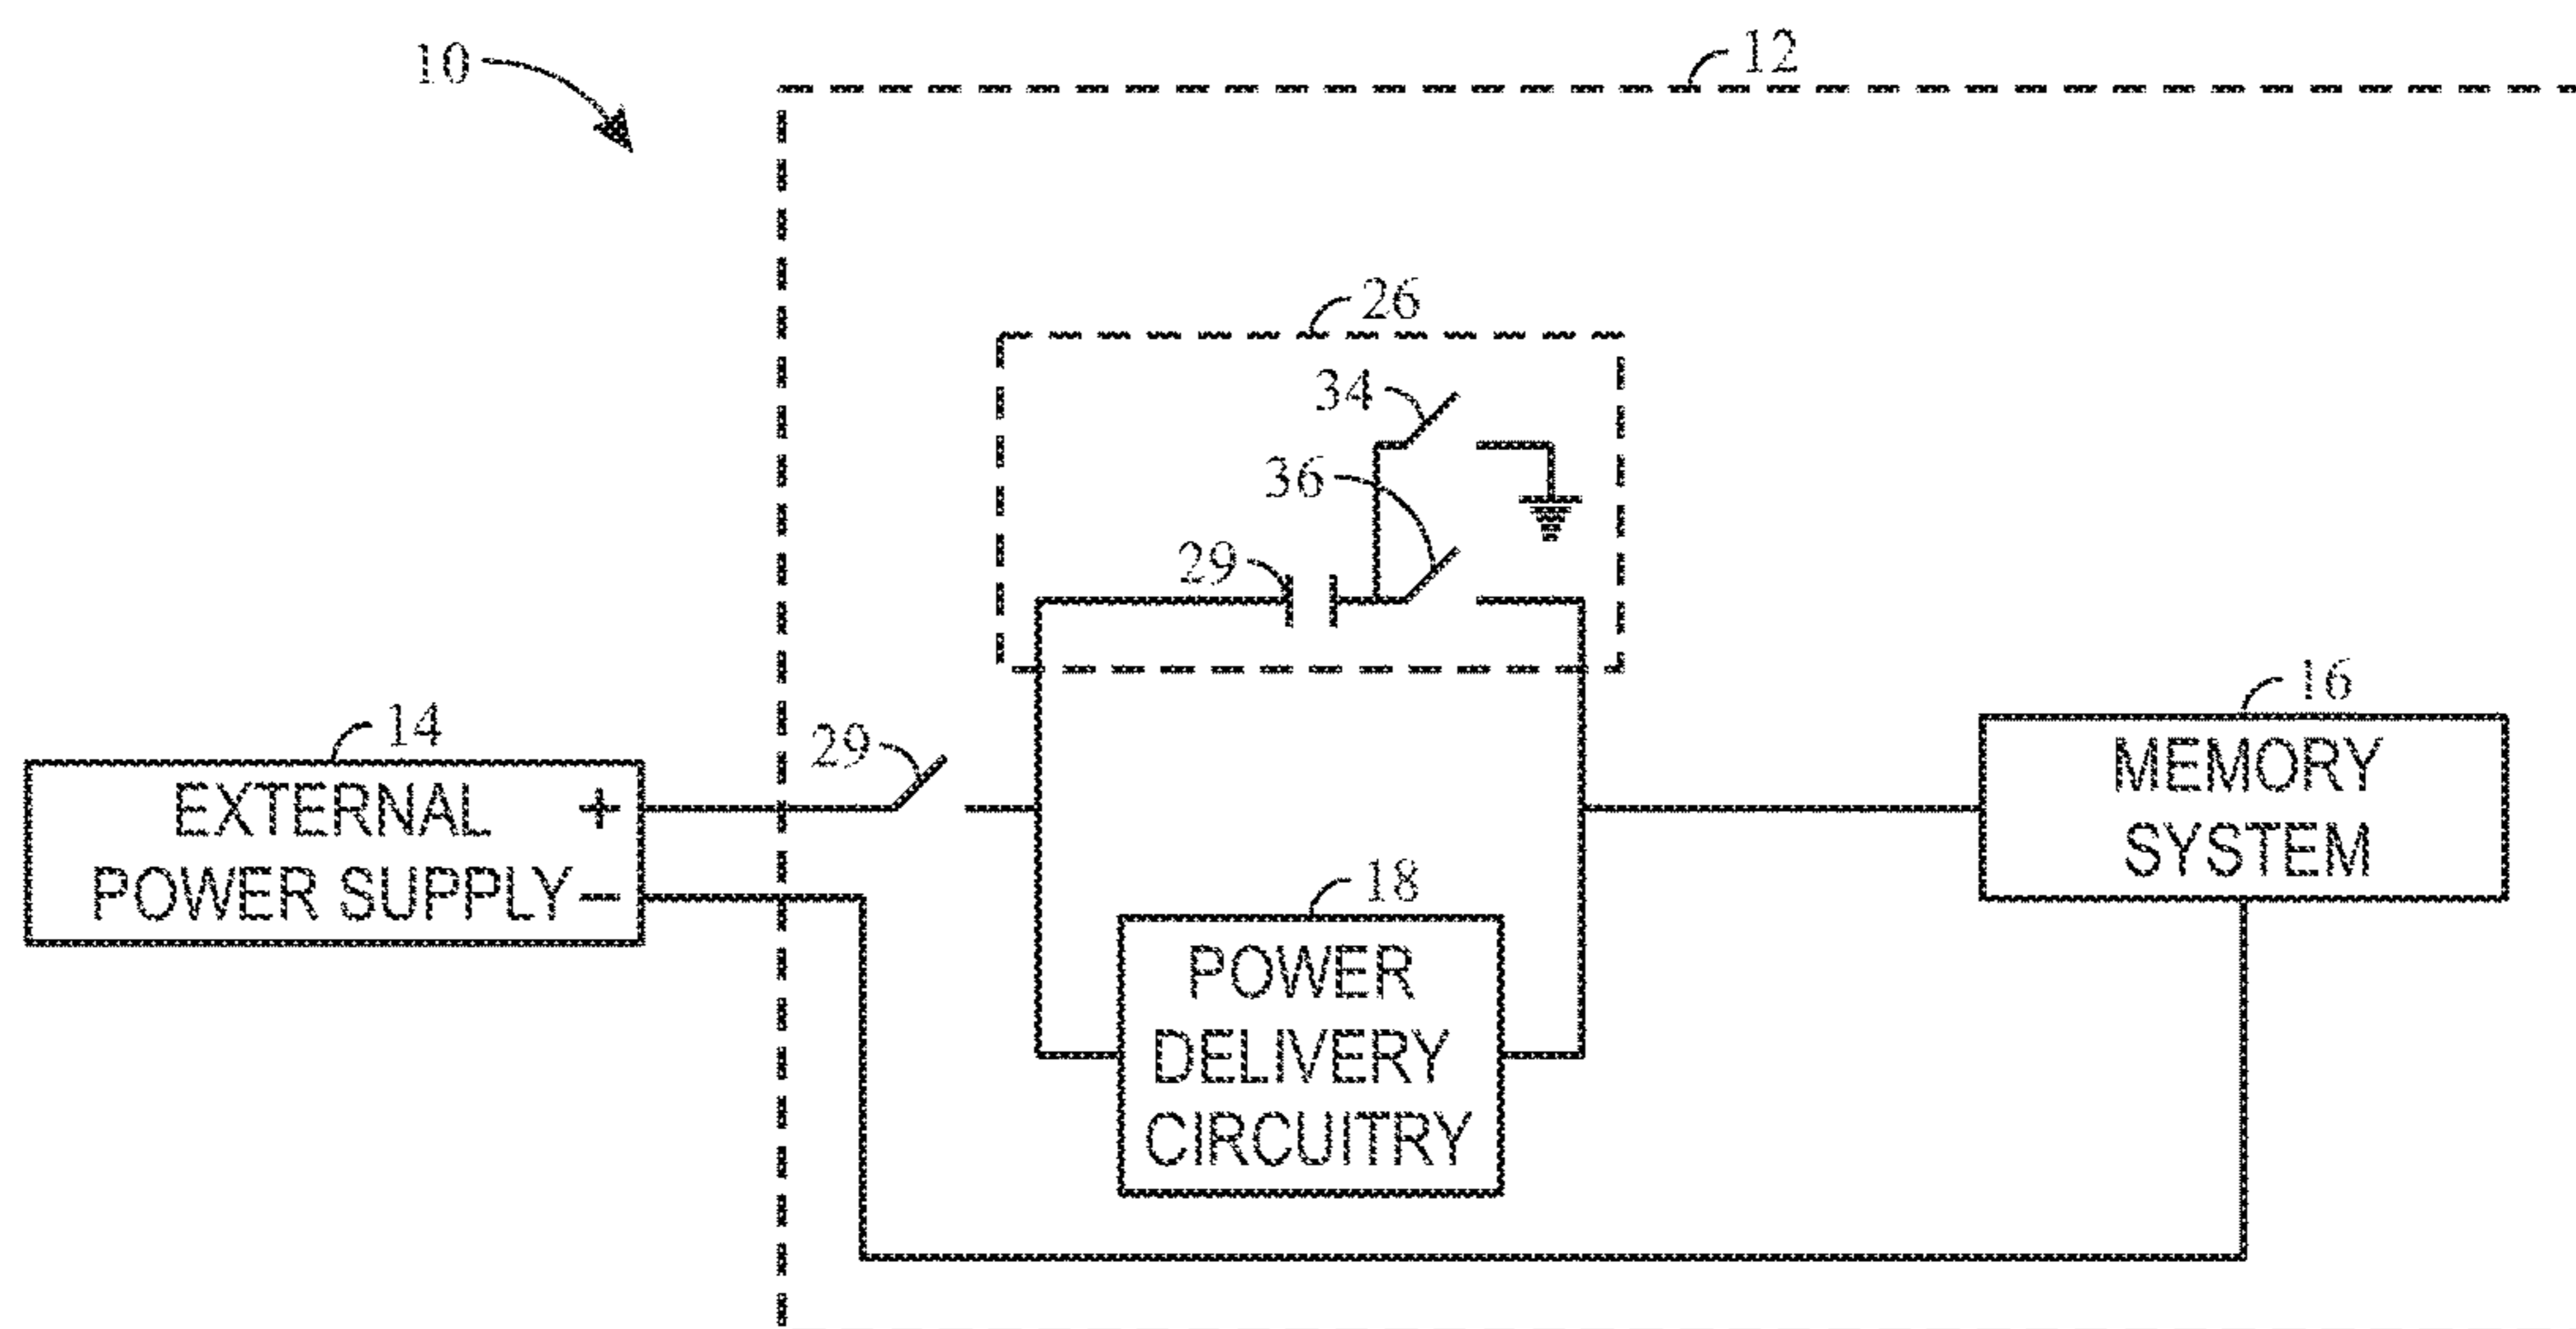 10
12
26
34
36
29
29
14
EXTERNAL +
POWER SUPPLY −
16
MEMORY
SYSTEM
18
POWER
DELIVERY
CIRCUITRY